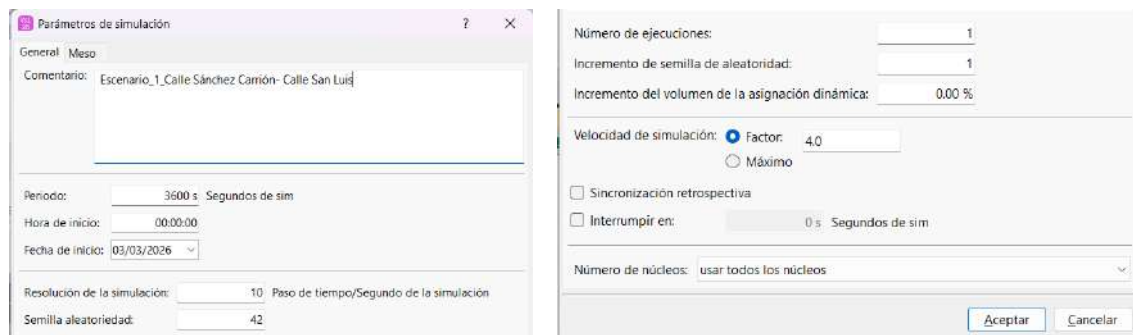 Parámetros de simulación ? ×
General Meso
Comentario: Escenario_1_Calle Sánchez Carrión- Calle San Luis
Periodo: 3600 s Segundos de sim
Hora de inicio: 00:00:00
Fecha de inicio: 03/03/2026
Resolución de la simulación: 10 Paso de tiempo/Segundo de la simulación
Semilla aleatoriedad: 42
Número de ejecuciones: 1
Incremento de semilla de aleatoridad: 1
Incremento del volumen de la asignación dinámica: 0.00 %
Velocidad de simulación: Factor: 4.0
Máximo
Sincronización retrospectiva
Interrumpir en: 0 s Segundos de sim
Número de núcleos: usar todos los núcleos
Aceptar Cancelar